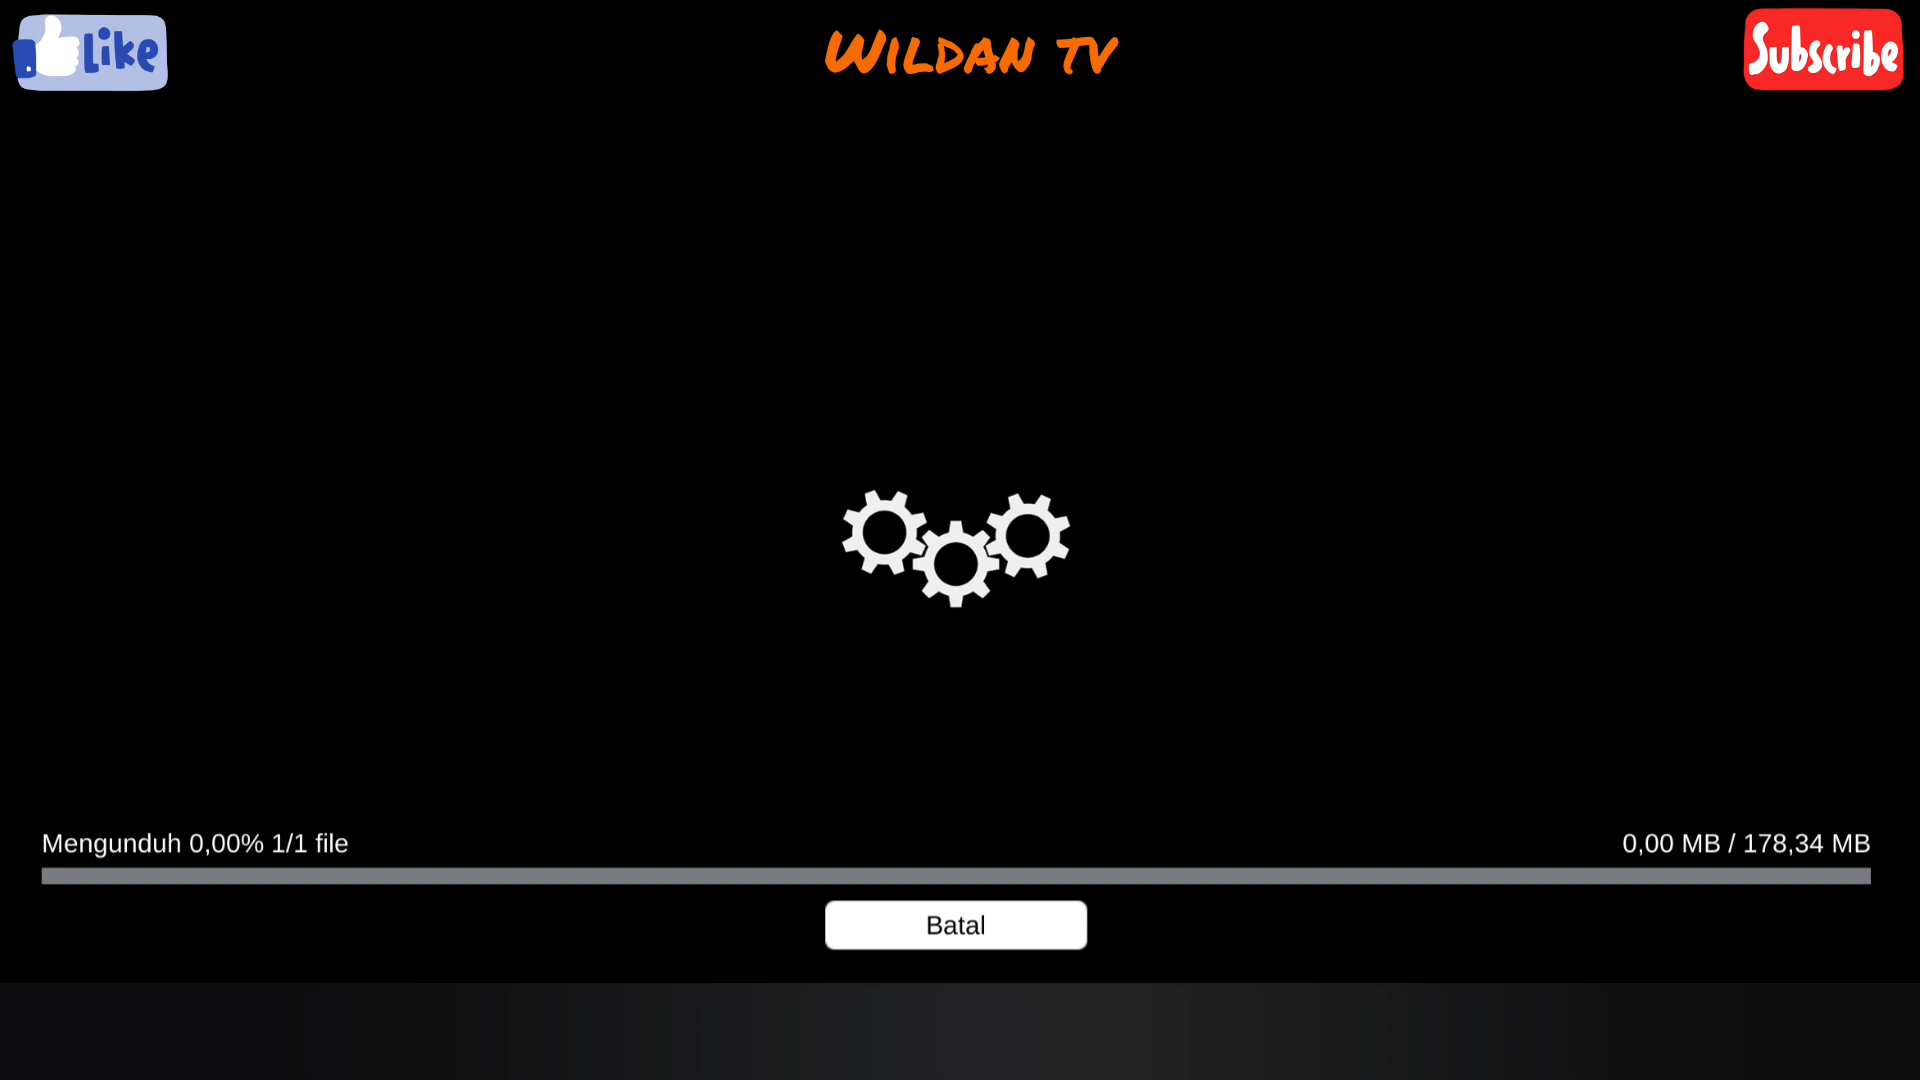 Like
WILDAN TV
Subscribe
Mengunduh 0,00% 1/1 file
0,00 MB / 178,34 MB
Batal